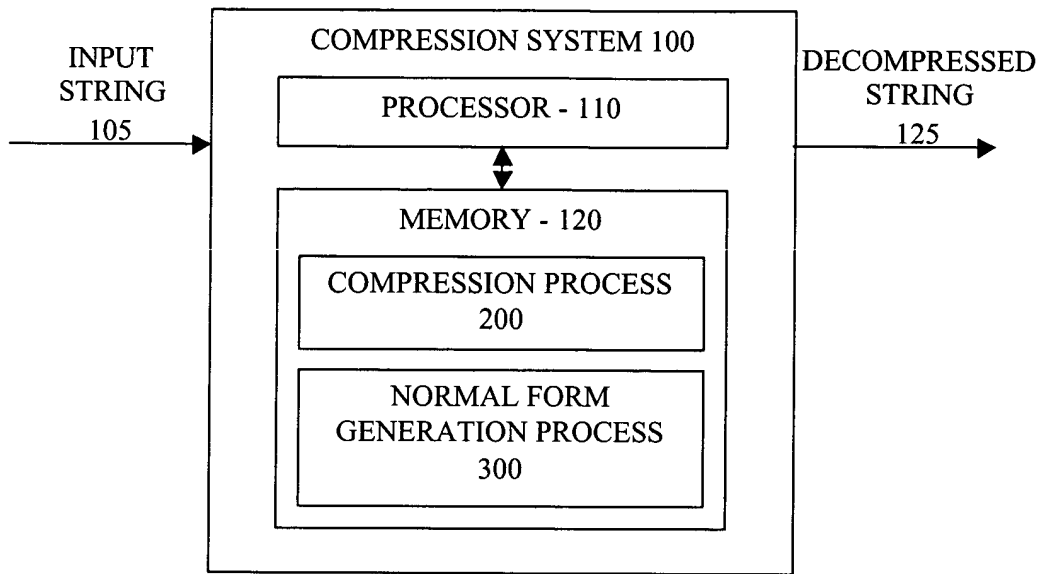 COMPRESSION SYSTEM 100
INPUT
STRING
105
DECOMPRESSED
STRING
125
PROCESSOR - 110
MEMORY - 120
COMPRESSION PROCESS
200
NORMAL FORM
GENERATION PROCESS
300